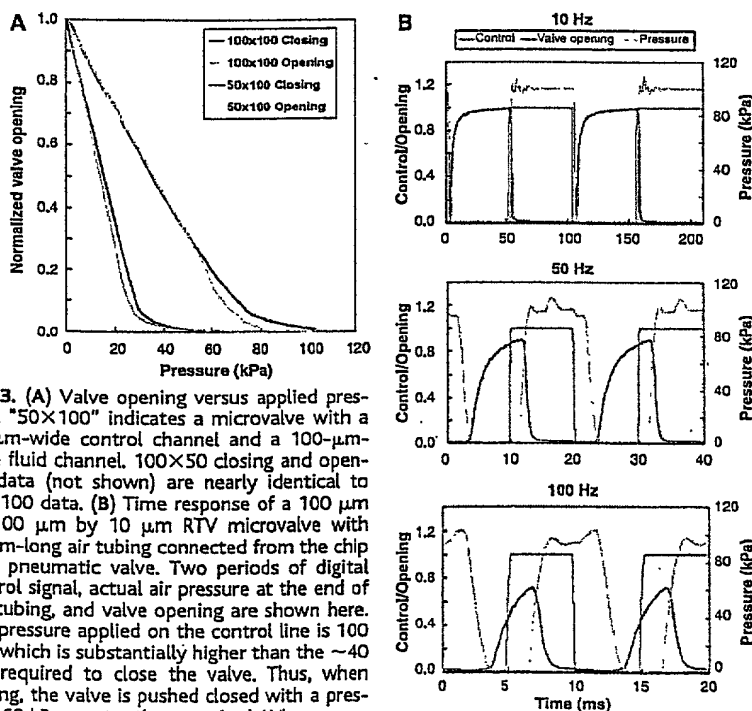 A
1.0
0.8
0.6
0.4
0.2
0.0
Normalized valve opening
100x100 Closing
100x100 Opening
50x100 Closing
50x100 Opening
0 20 40 60 80 100 120
Pressure (kPa)
3. (A) Valve opening versus applied pres-
"50×100" indicates a microvalve with a
μm-wide control channel and a 100-μm-
fluid channel. 100×50 closing and open-
data (not shown) are nearly identical to
100 data. (B) Time response of a 100 μm
00 μm by 10 μm RTV microvalve with
m-long air tubing connected from the chip
pneumatic valve. Two periods of digital
rol signal, actual air pressure at the end of
tubing, and valve opening are shown here.
pressure applied on the control line is 100
which is substantially higher than the ~40
required to close the valve. Thus, when
ng, the valve is pushed closed with a pres-
B
10 Hz
Control Valve opening Pressure
1.2
0.8
0.4
0.0
Control/Opening
120
80
40
0
Pressure (kPa)
0 50 100 150 200
50 Hz
1.2
0.8
0.4
0.0
Control/Opening
120
80
40
0
Pressure (kPa)
0 10 20 30 40
100 Hz
1.2
0.8
0.4
0.0
Control/Opening
120
80
40
0
Pressure (kPa)
0 5 10 15 20
Time (ms)